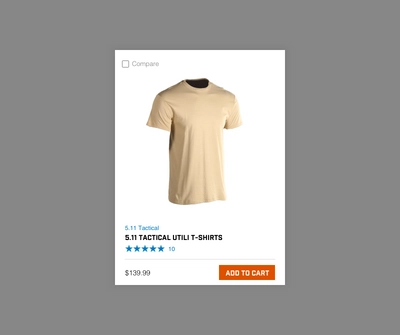 Compare
5.11 Tactical
5.11 TACTICAL UTILI T-SHIRTS
10
$139.99
ADD TO CART